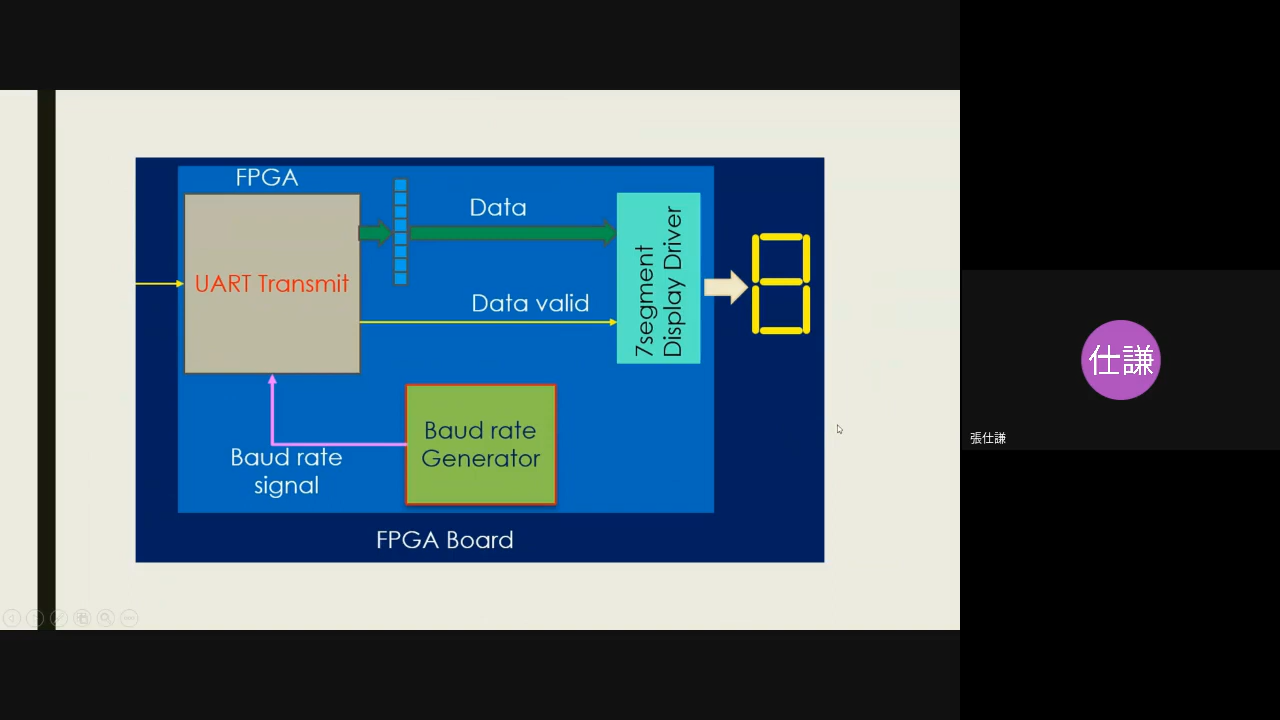 FPGA
UART Transmit
Data
Data valid
7segment
Display Driver
Baud rate
Generator
Baud rate
signal
FPGA Board
仕謙
張仕謙